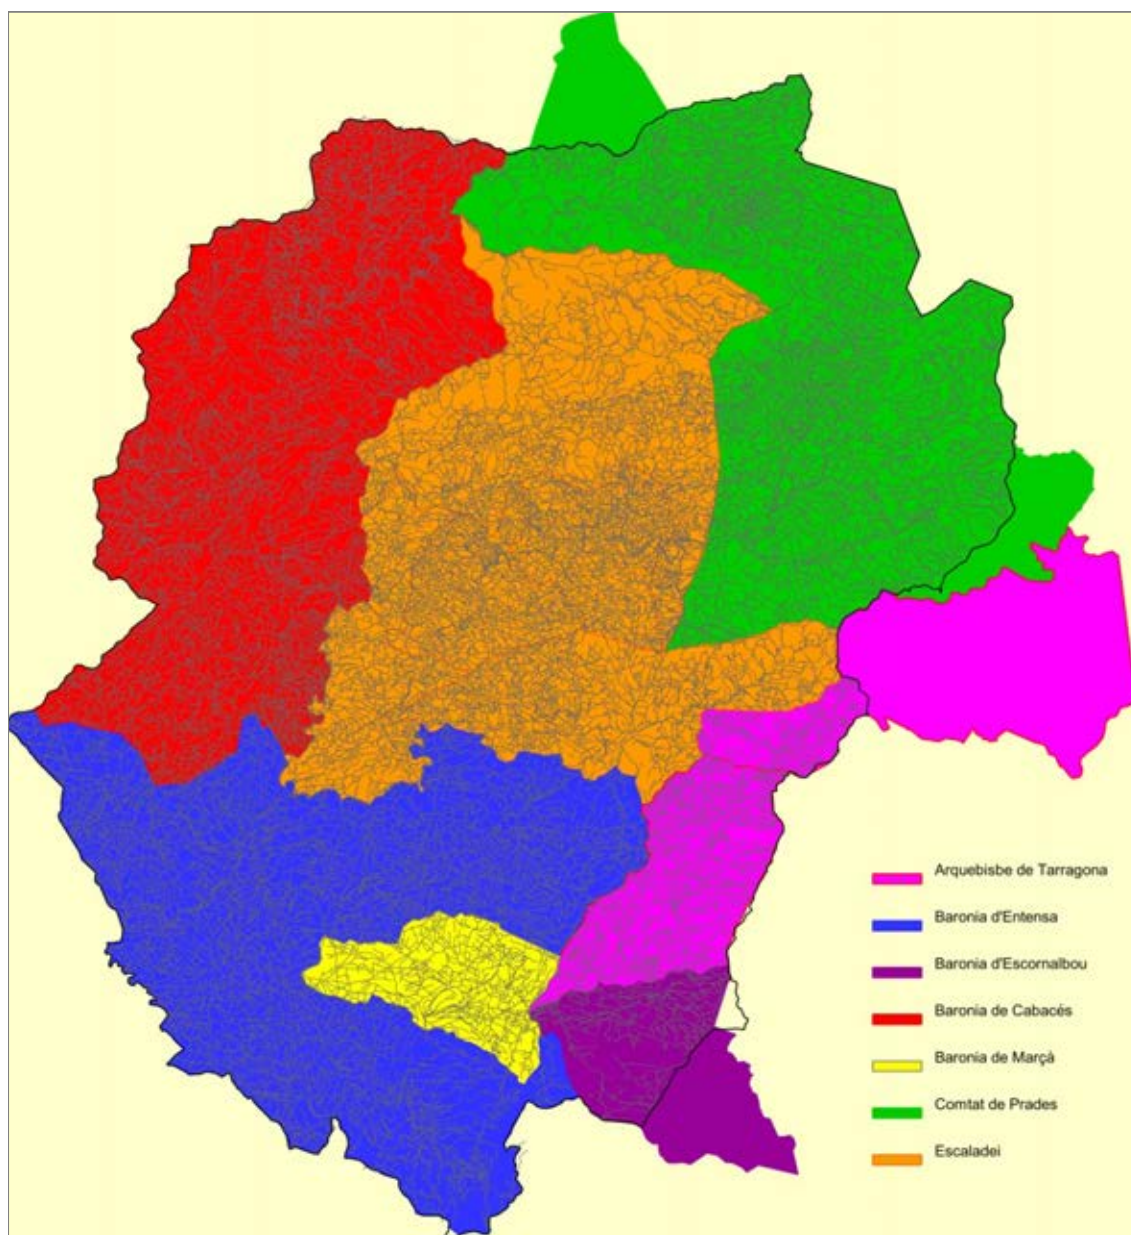 Arquebisbe de Tarragona
Baronia d'Entensa
Baronia d'Escornalbou
Baronia de Cabacés
Baronia de Marçà
Comtat de Prades
Escaladei